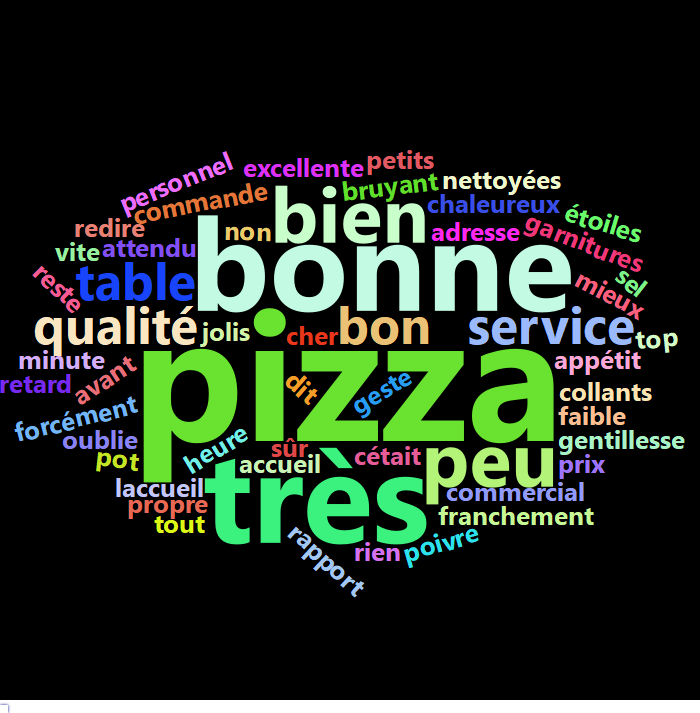 petits
excellente
personnel
nettoyées
bruyant
commande
bien
chaleureux
étoiles
redire
non
adresse
garnitures
vite
attendu
bonne
sel
reste
table
mieux
qualité
jolis
cher
bon
service
top
minute
pizza
appétit
retard
avant
dit
geste
collants
forcément
faible
oublie
heure
sûr
gentillesse
pot
accueil
cétait
peu
prix
laccueil
très
commercial
propre
franchement
tout
rapport
rien
poivre